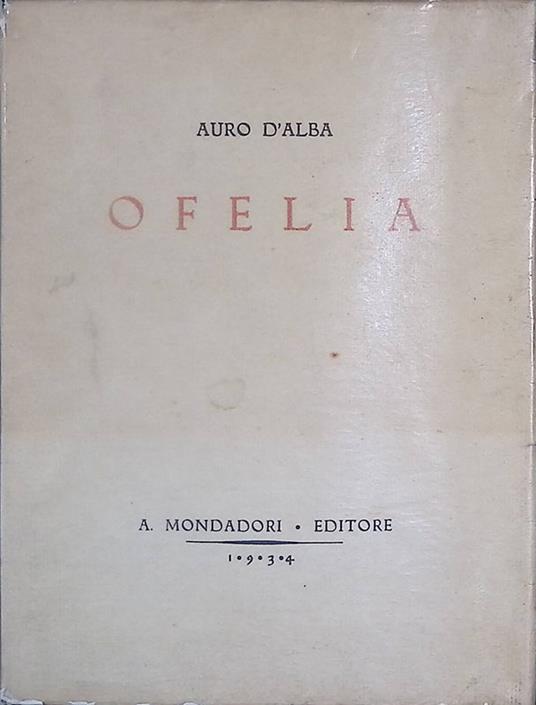 AURO D'ALBA
OFELIA
A. MONDADORI • EDITORE
1•9•3•4